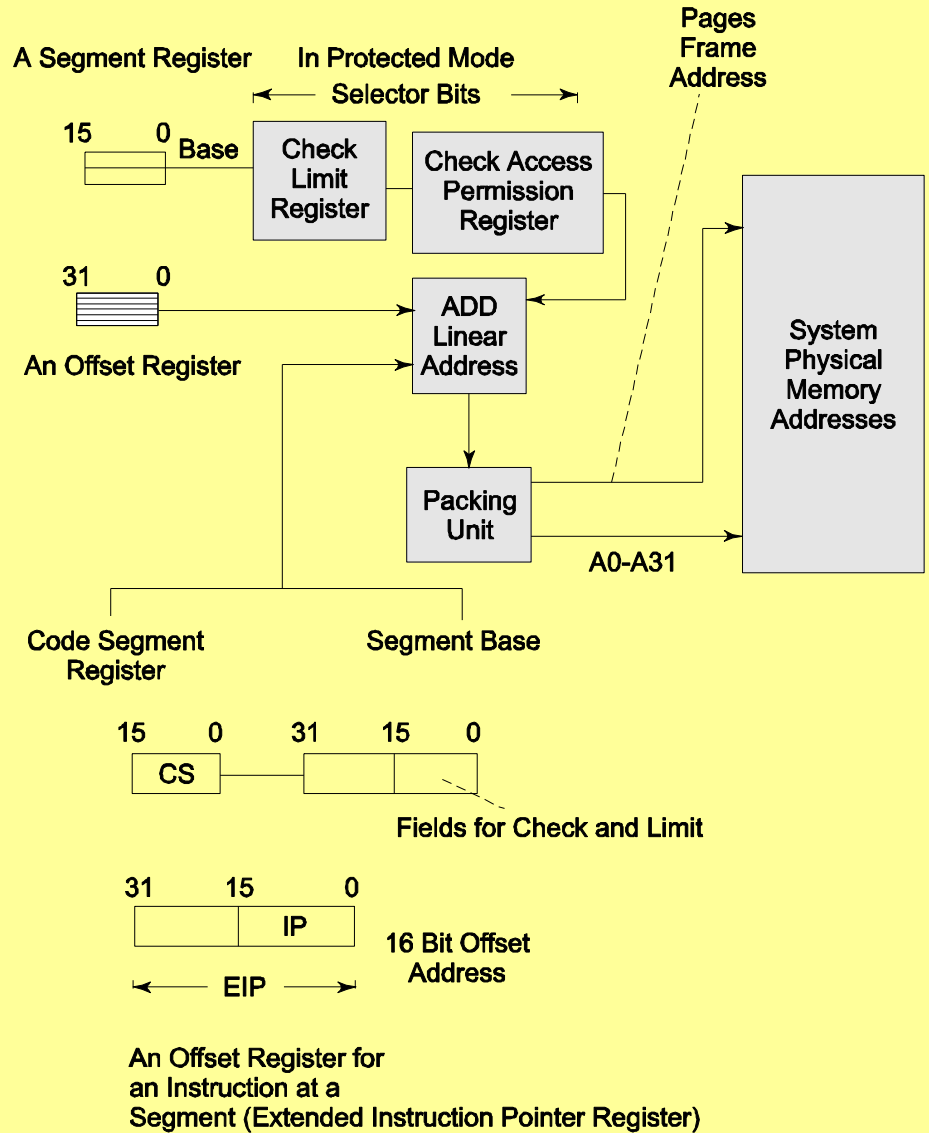 Pages
Frame
Address
A Segment Register
In Protected Mode
Selector Bits
15 0
Base
Check
Limit
Register
Check Access
Permission
Register
31 0
An Offset Register
ADD
Linear
Address
System
Physical
Memory
Addresses
Packing
Unit
A0-A31
Code Segment
Register
Segment Base
15 0 31 15 0
CS
Fields for Check and Limit
31 15 0
IP
16 Bit Offset
Address
EIP
An Offset Register for
an Instruction at a
Segment (Extended Instruction Pointer Register)